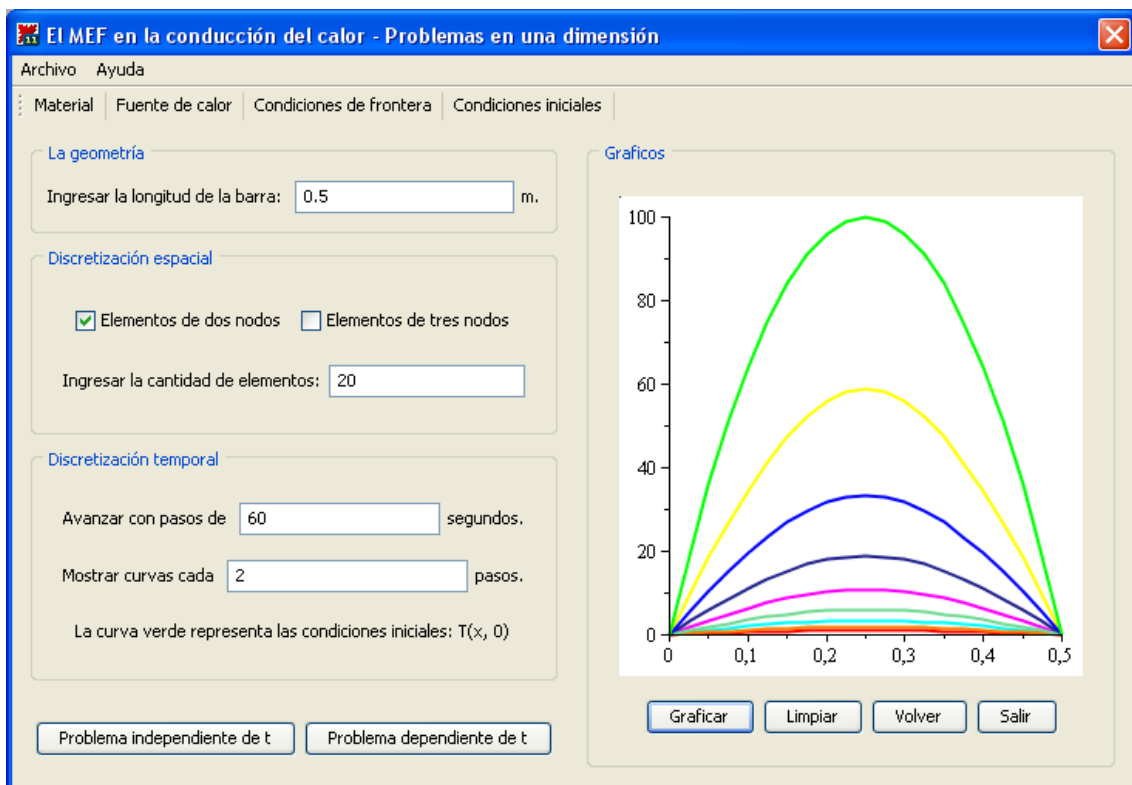 El MEF en la conducción del calor - Problemas en una dimensión
Archivo Ayuda
Material Fuente de calor Condiciones de frontera Condiciones iniciales
La geometría
Ingresar la longitud de la barra: 0.5 m.
Discretización espacial
Elementos de dos nodos Elementos de tres nodos
Ingresar la cantidad de elementos: 20
Discretización temporal
Avanzar con pasos de 60 segundos.
Mostrar curvas cada 2 pasos.
La curva verde representa las condiciones iniciales: T(x, 0)
Problema independiente de t Problema dependiente de t
Graficos
100
80
60
40
20
0
0 0,1 0,2 0,3 0,4 0,5
Graficar Limpiar Volver Salir